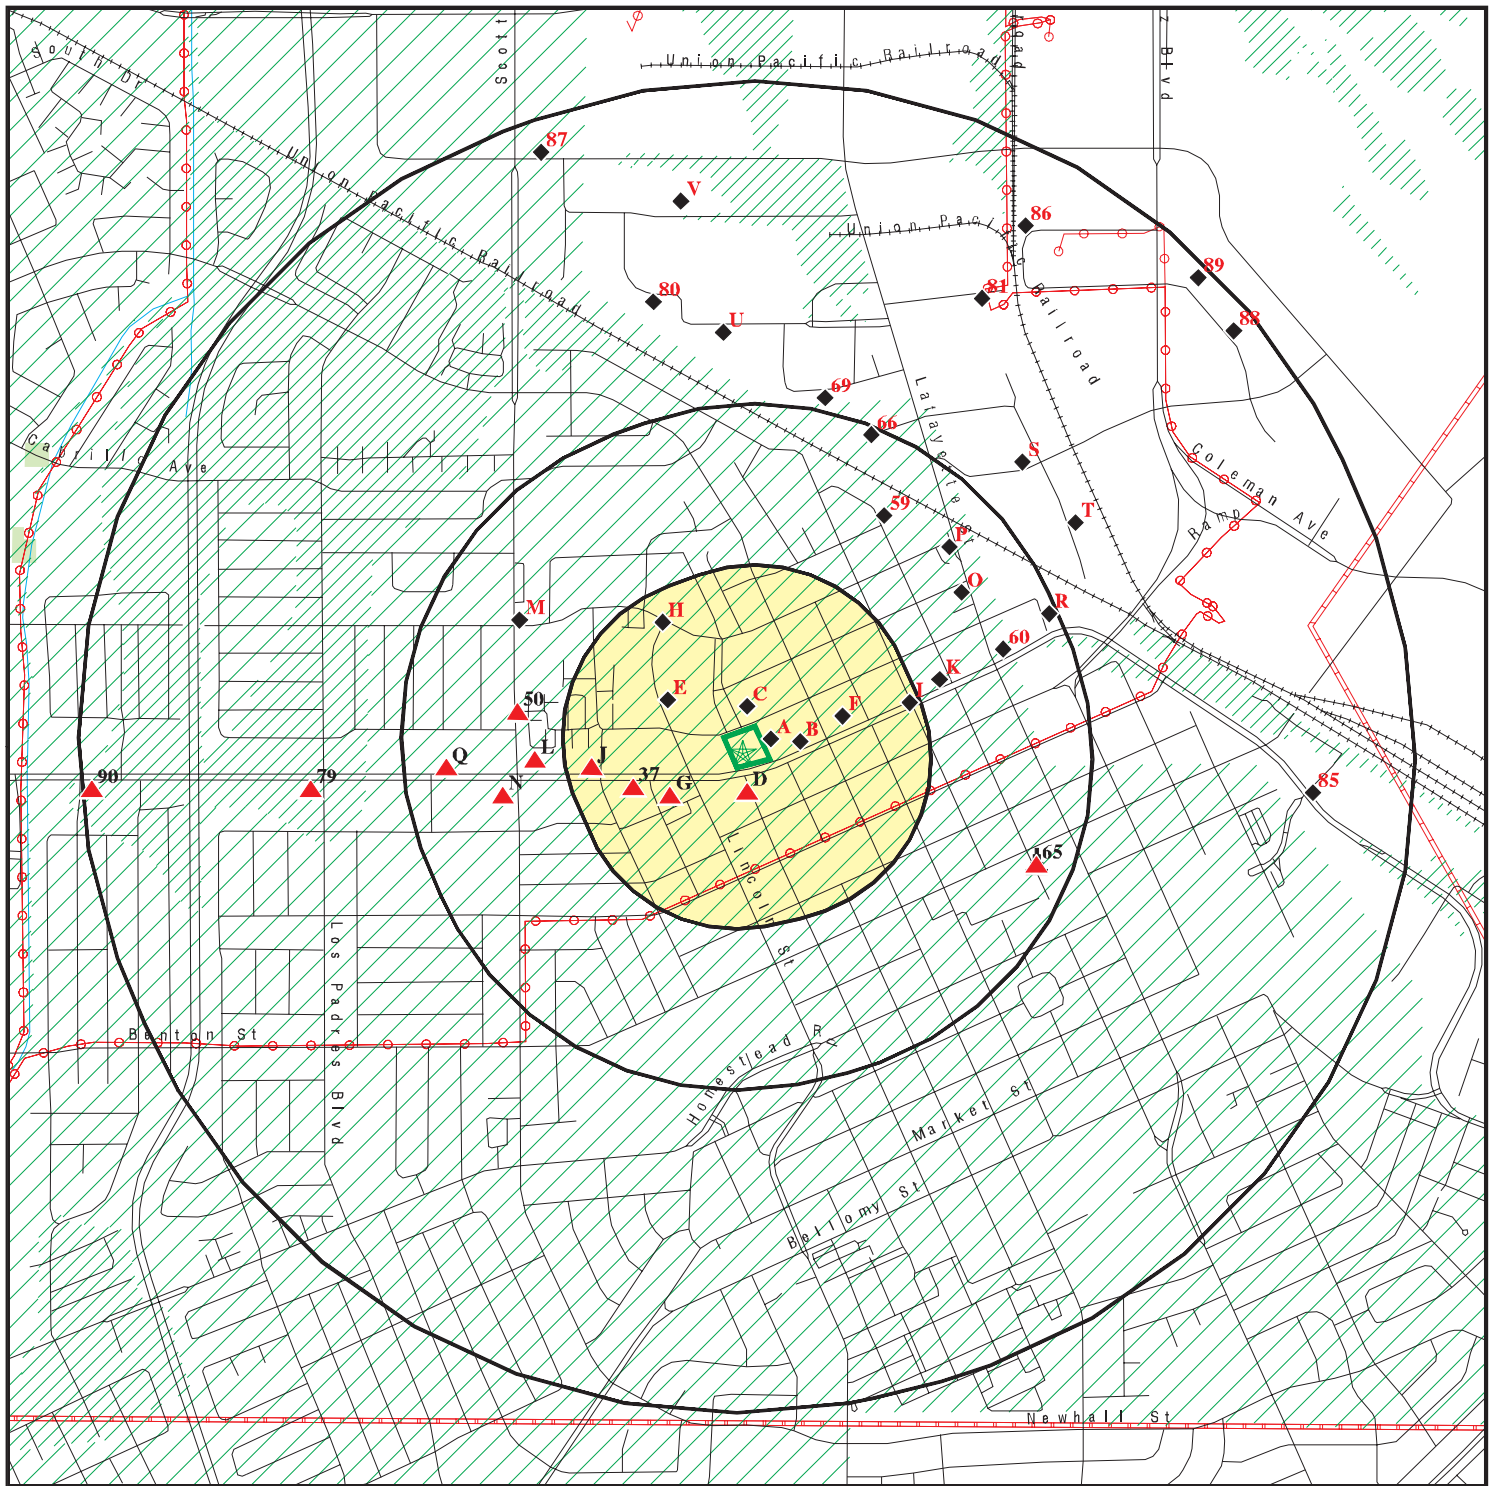 Scott
z Blvd
Union Pacific Railroad
South Dr
87
Union Pacific Railroad
V
86
Union Pacific Railroad
89
80
81
88
U
69
Lafayette
66
Cabrillo Ave
S
Coleman Ave
59
T
Ramp
P
O
M
H
R
60
K
E
I
50
C
F
A
B
L
Q
J
90
79
37
N
G
D
85
Lincoln St
65
Los Padres Blvd
Benton St
Homestead Rd
Market St
Bellomy St
Newhall St